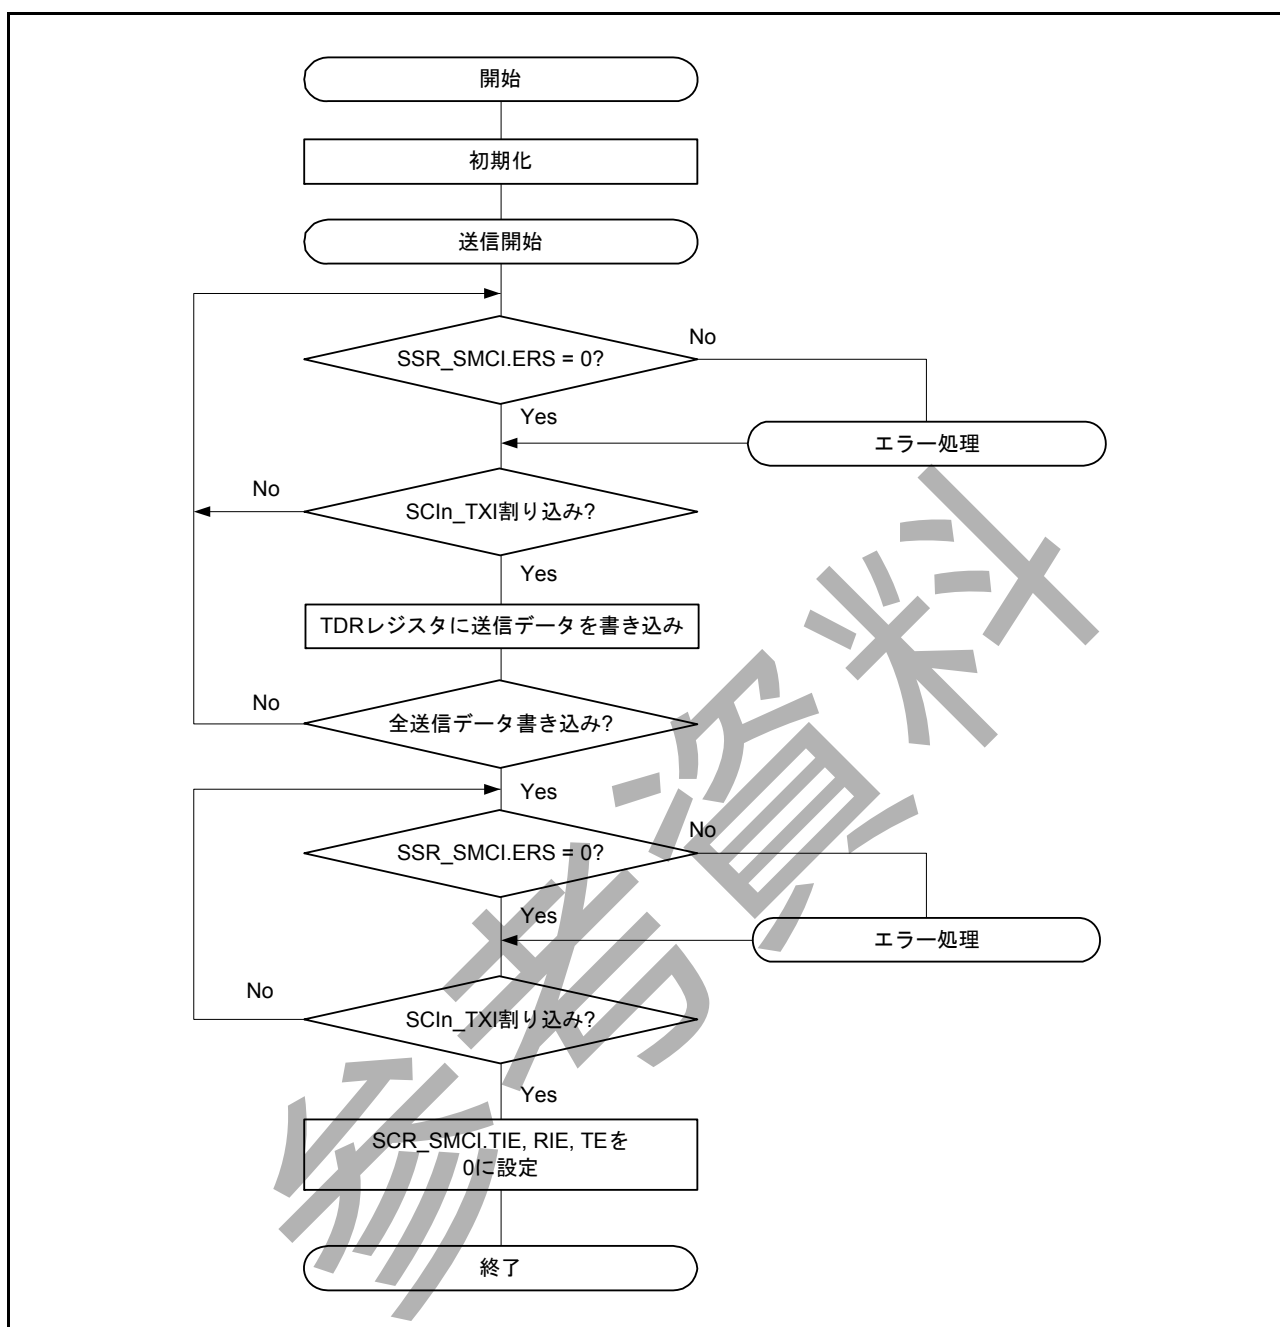 開始
初期化
送信開始
SSR_SMCI.ERS = 0?
No
Yes
エラー処理
No
SCIn_TXI割り込み?
Yes
TDRレジスタに送信データを書き込み
No
全送信データ書き込み?
Yes
SSR_SMCI.ERS = 0?
No
Yes
エラー処理
No
SCIn_TXI割り込み?
Yes
SCR_SMCI.TIE, RIE, TEを
0に設定
終了
参考資料